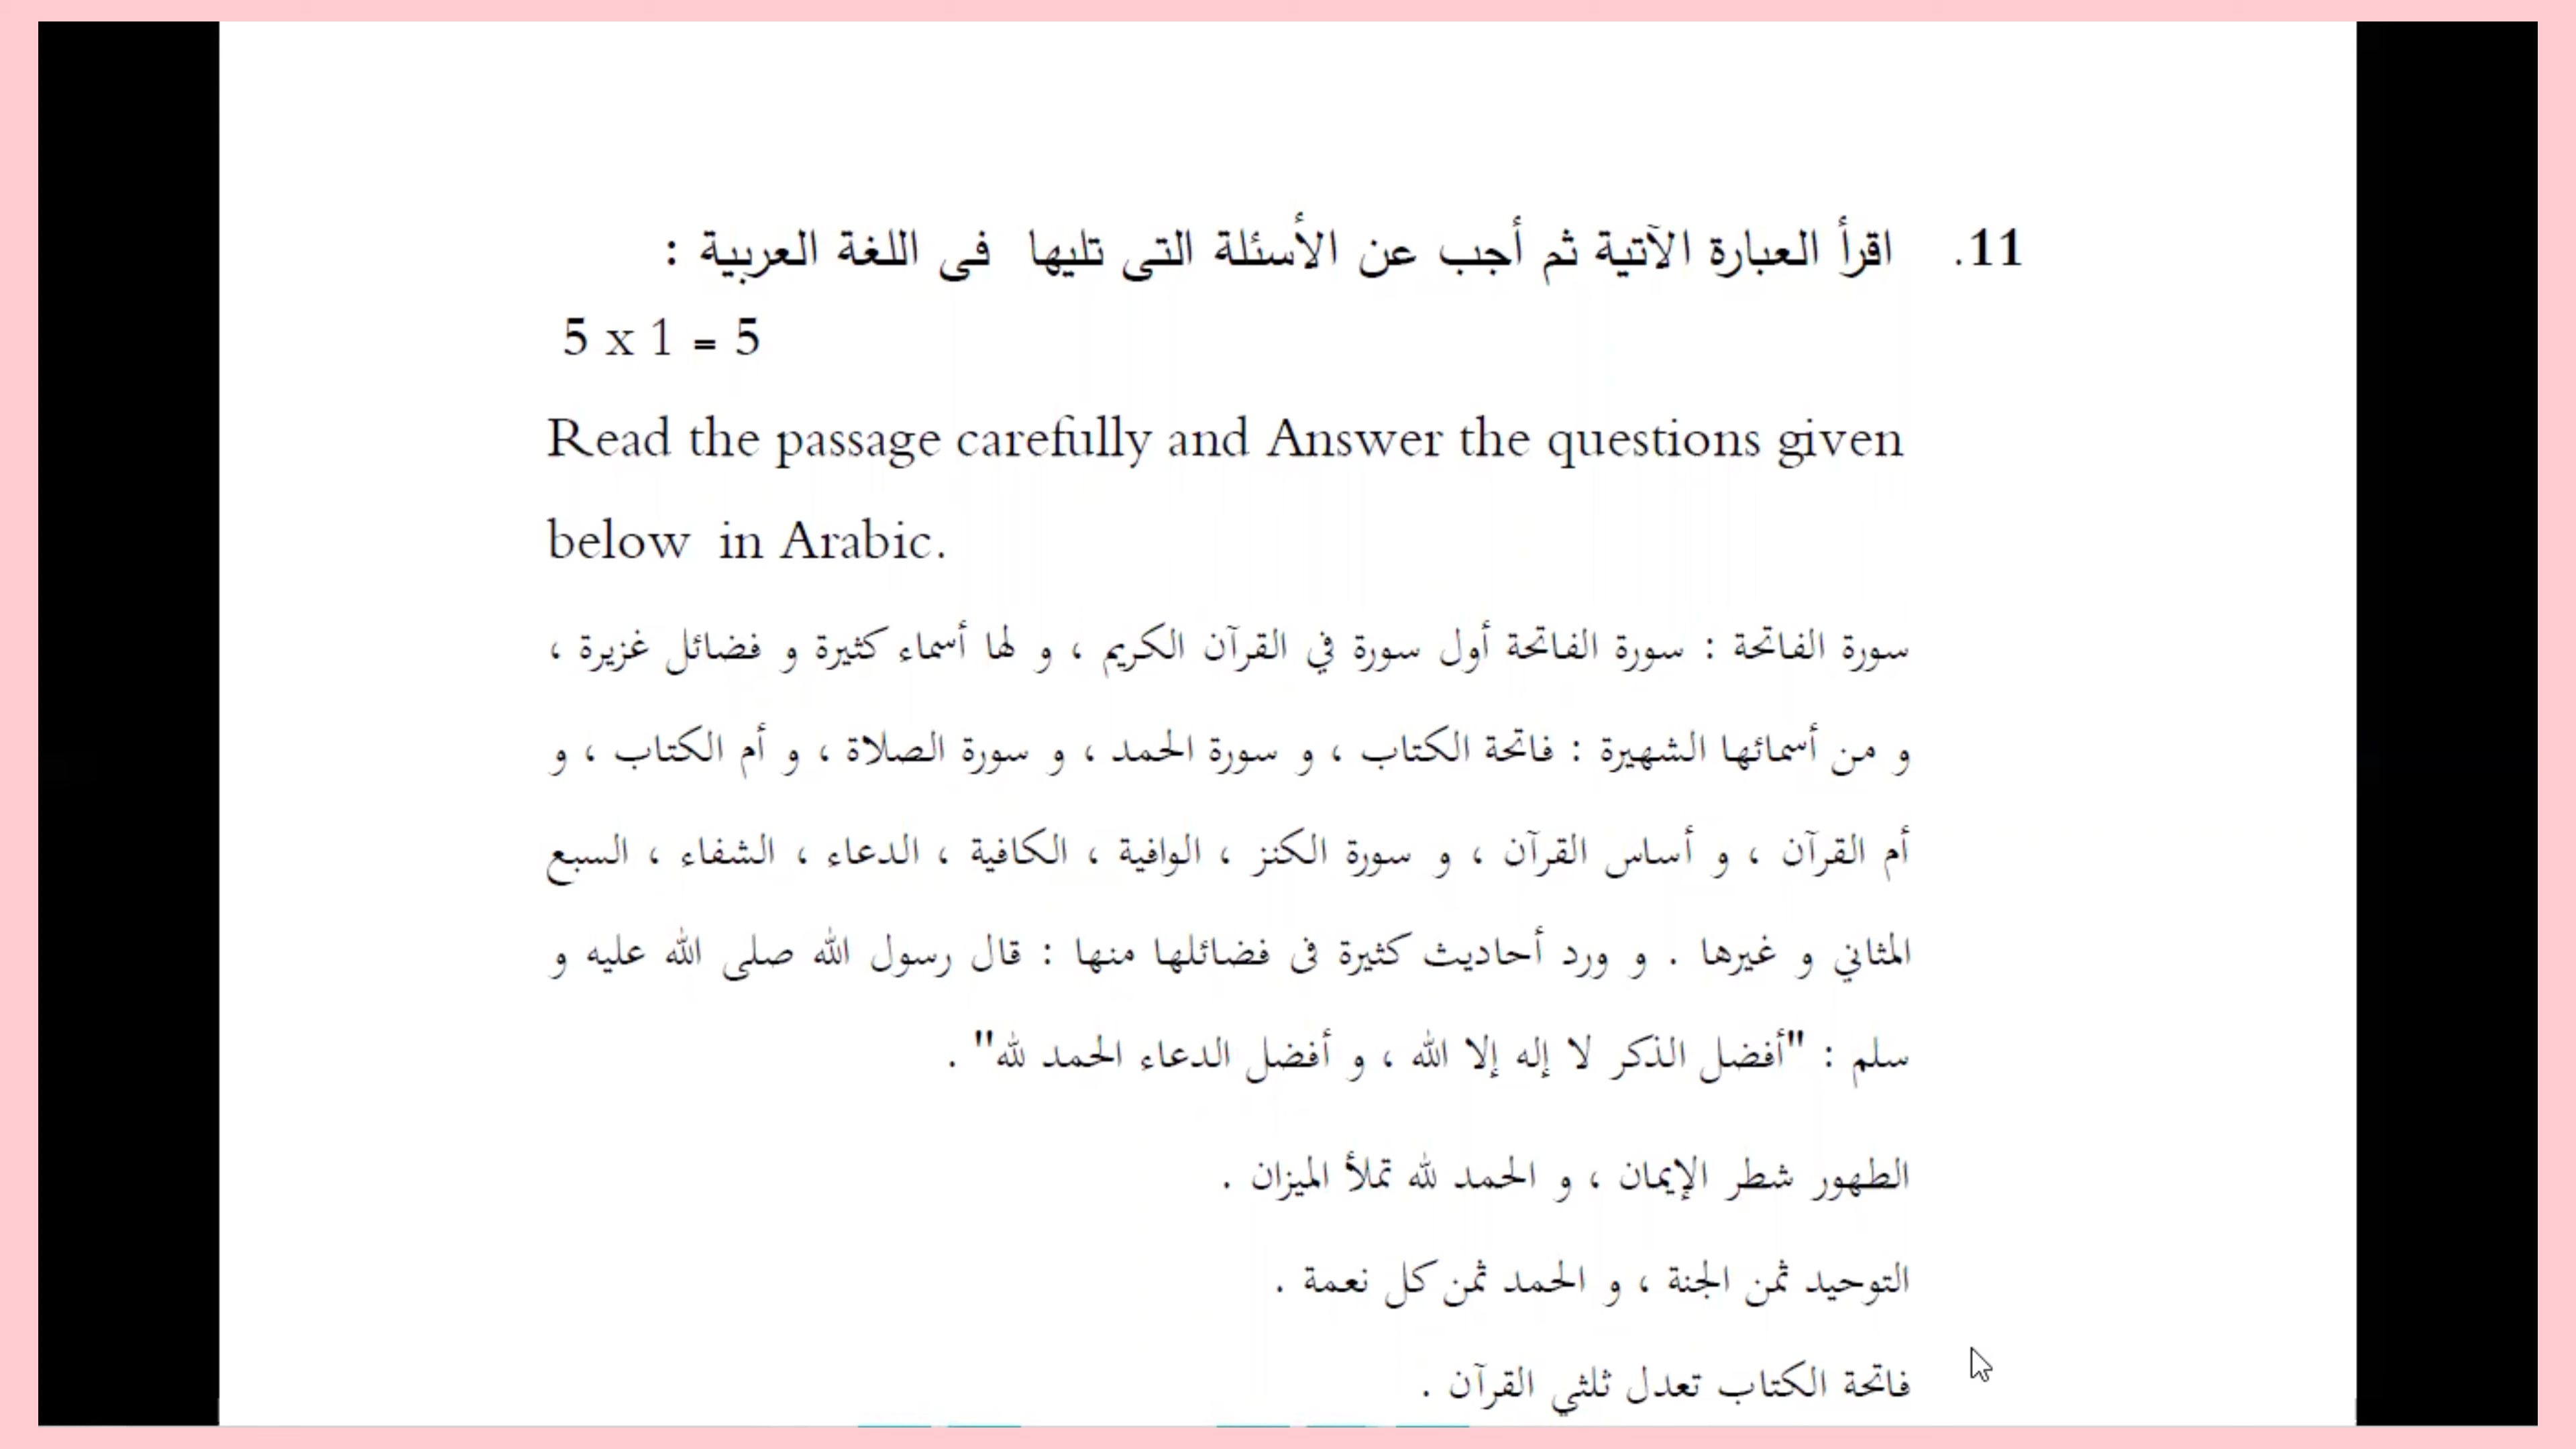 11. اقرأ العبارة الآتية ثم أجب عن الأسئلة التى تليها فى اللغة العربية :
5 x 1 = 5
Read the passage carefully and Answer the questions given
below in Arabic.
سورة الفاتحة : سورة الفاتحة أول سورة في القرآن الكريم ، و لها أسماء كثيرة و فضائل غزيرة ،
و من أسمائها الشهيرة : فاتحة الكتاب ، و سورة الحمد ، و سورة الصلاة ، و أم الكتاب ، و
أم القرآن ، و أساس القرآن ، و سورة الكنز ، الوافية ، الكافية ، الدعاء ، الشفاء ، السبع
المثاني و غيرها . و ورد أحاديث كثيرة فى فضائلها منها : قال رسول الله صلى الله عليه و
سلم : "أفضل الذكر لا إله إلا الله ، و أفضل الدعاء الحمد لله" .
الطهور شطر الإيمان ، و الحمد لله تملأ الميزان .
التوحيد ثمن الجنة ، و الحمد ثمن كل نعمة .
فاتحة الكتاب تعدل ثلثي القرآن .